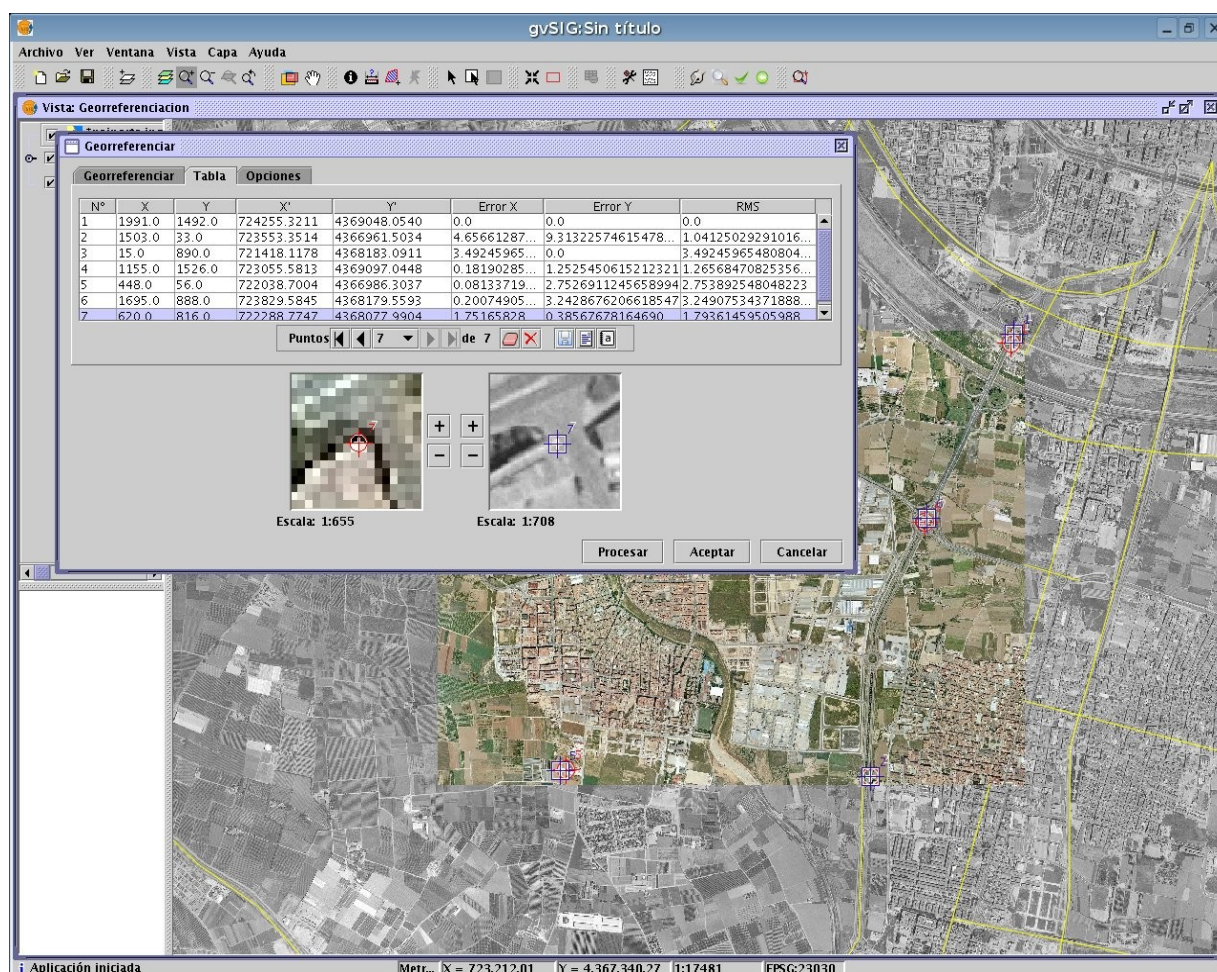 gvSIG:Sin título
Archivo Ver Ventana Vista Capa Ayuda
Vista: Georreferenciacion
Georreferenciar
Georreferenciar Tabla Opciones
Nº X Y X' Y' Error X Error Y RMS
1 1991.0 1492.0 724255.3211 4369048.0540 0.0 0.0 0.0
2 1503.0 33.0 723553.3514 4366961.5034 4.65661287... 9.31322574615478... 1.04125029291016...
3 15.0 890.0 721418.1178 4368183.0911 3.49245965... 0.0 3.49245965480804...
4 1155.0 1526.0 723055.5813 4369097.0448 0.18190285... 1.2525450615212321 1.26568470825356...
5 448.0 56.0 722038.7004 4366986.3037 0.08133719... 2.7526911245658994 2.753892548048223
6 1695.0 888.0 723829.5845 4368179.5593 0.20074905... 3.2428676206618547 3.24907534371888...
7 620.0 816.0 722288.7747 4368077.9904 1.75165828 0.38567678164690 1.79361459505988
Puntos 7 de 7
7
7
Escala: 1:655 Escala: 1:708
Procesar Aceptar Cancelar
2
Aplicación iniciada Metr... X = 723.212,01 Y = 4.367.340,27 1:17481 EPSG:23030